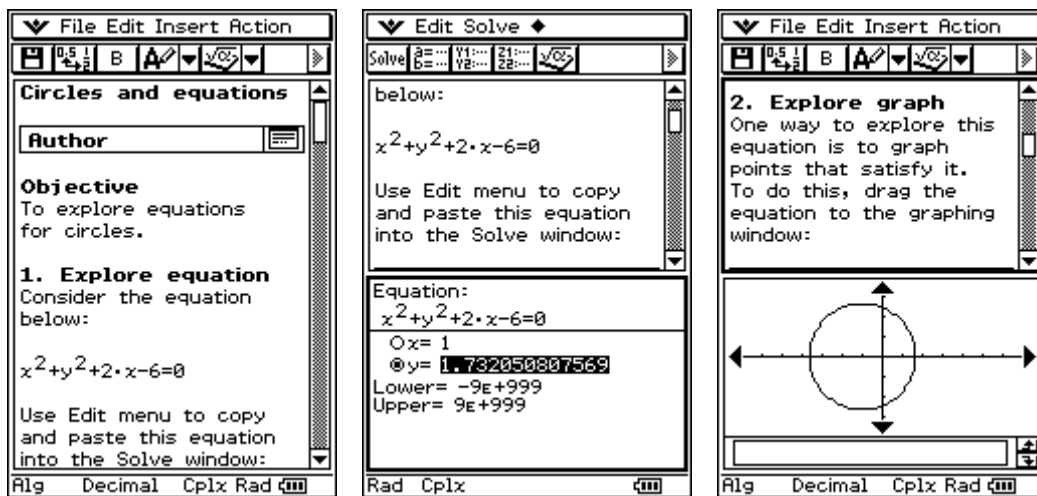 File Edit Insert Action
B
Circles and equations
Author
Objective
To explore equations
for circles.
1. Explore equation
Consider the equation
below:
x²+y²+2·x-6=0
Use Edit menu to copy
and paste this equation
into the Solve window:
Alg Decimal Cplx Rad
Edit Solve ◆
Solve
below:
x²+y²+2·x-6=0
Use Edit menu to copy
and paste this equation
into the Solve window:
Equation:
x²+y²+2·x-6=0
x= 1
y= 1.732050807569
Lower= -9E+999
Upper= 9E+999
Rad Cplx
File Edit Insert Action
B
2. Explore graph
One way to explore this
equation is to graph
points that satisfy it.
To do this, drag the
equation to the graphing
window:
Alg Decimal Cplx Rad